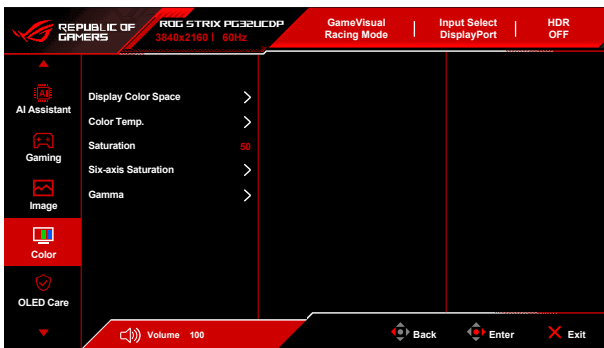 REPUBLIC OF
GAMERS
ROG STRIX PG32UCDP
3840x2160 | 60Hz
GameVisual
Racing Mode
Input Select
DisplayPort
HDR
OFF
AI
AI Assistant
Gaming
Image
Color
OLED Care
Display Color Space
Color Temp.
Saturation 50
Six-axis Saturation
Gamma
Volume 100
Back
Enter
Exit